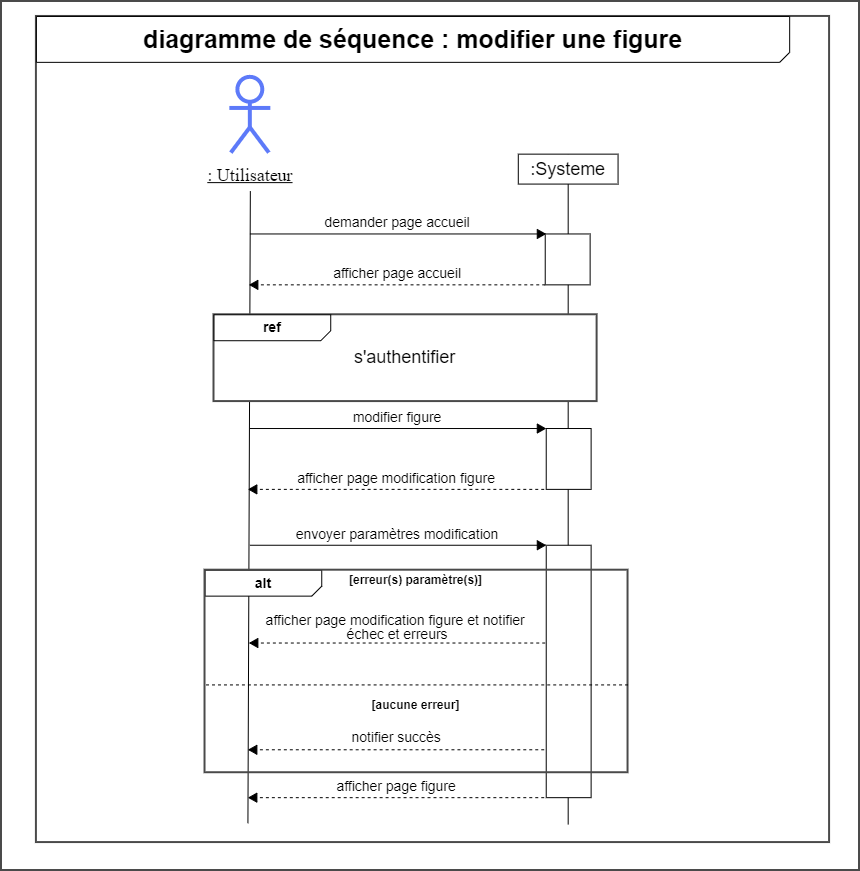 diagramme de séquence : modifier une figure
: Utilisateur
:Systeme
demander page accueil
afficher page accueil
ref
s'authentifier
modifier figure
afficher page modification figure
envoyer paramètres modification
alt
[erreur(s) paramètre(s)]
afficher page modification figure et notifier
échec et erreurs
[aucune erreur]
notifier succès
afficher page figure